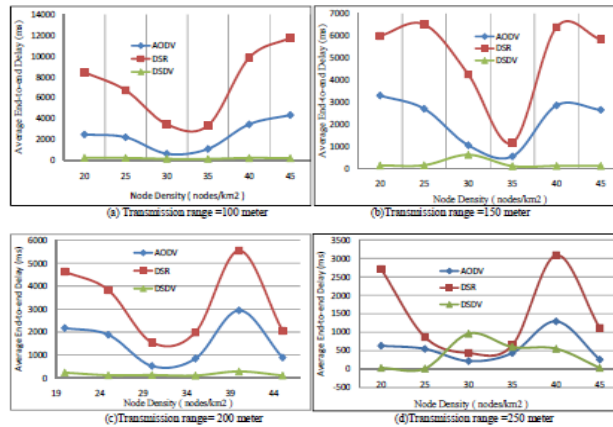 14000
12000
10000
8000
6000
4000
2000
0
Average End-to-end Delay (ms)
AODV
DSR
DSDV
20 25 30 35 40 45
Node Density ( nodes/km2 )
(a) Transmission range =100 meter
7000
6000
5000
4000
3000
2000
1000
0
Average End-to-end Delay (ms)
AODV
DSR
DSDV
20 25 30 35 40 45
Node Density ( nodes/km2 )
(b) Transmission range =150 meter
6000
5000
4000
3000
2000
1000
0
Average End-to-end Delay (ms)
AODV
DSR
DSDV
19 24 29 34 39 44
Node Density ( nodes/km2 )
(c)Transmission range= 200 meter
3500
3000
2500
2000
1500
1000
500
0
-500
Average End-to-end Delay (ms)
AODV
DSR
DSDV
20 25 30 35 40 45
Node Density ( nodes/km2 )
(d)Transmission range=250 meter